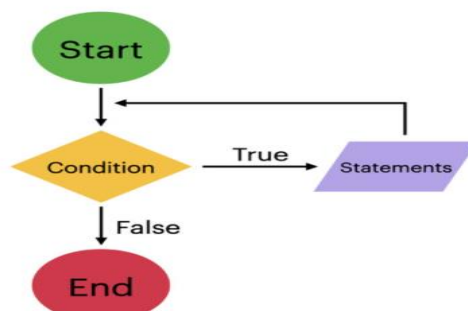 Start
Condition
True
Statements
False
End